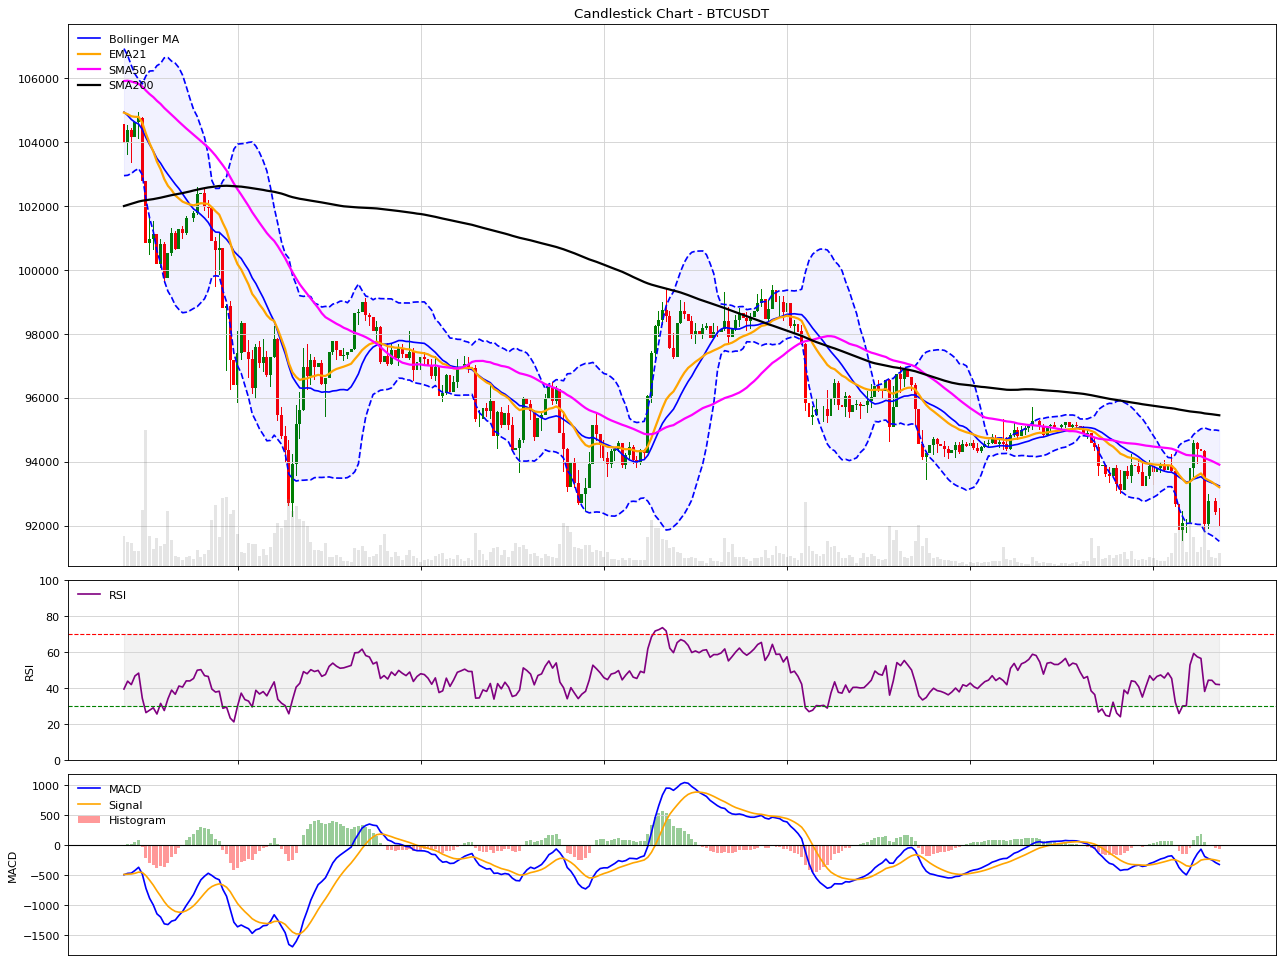 Candlestick Chart - BTCUSDT
Bollinger MA
EMA21
SMA50
SMA200
106000
104000
102000
100000
98000
96000
94000
92000
RSI
100
80
60
40
20
0
RSI
MACD
Signal
Histogram
1000
500
0
−500
−1000
−1500
MACD